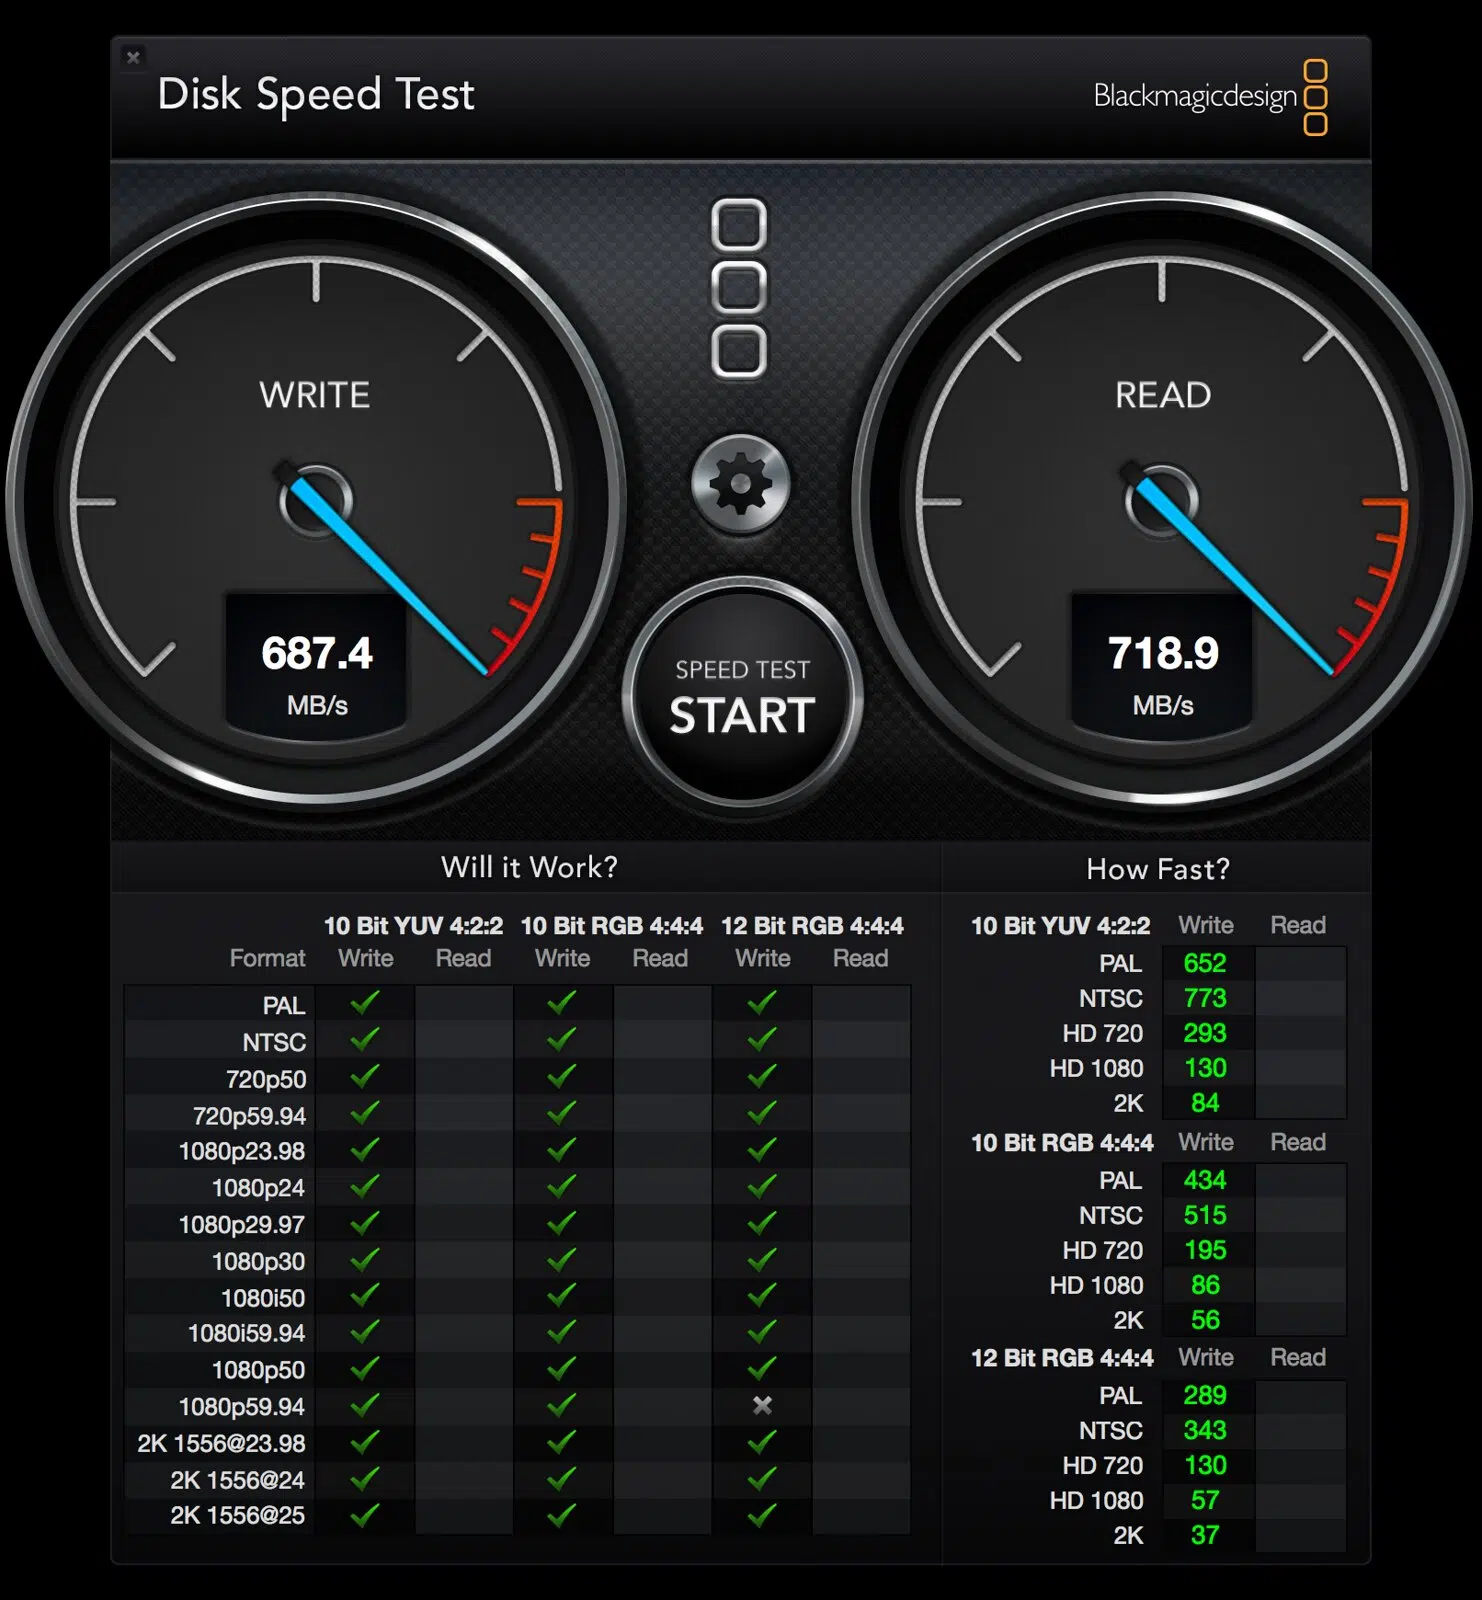 Disk Speed Test
Blackmagicdesign
WRITE
687.4
MB/s
READ
718.9
MB/s
SPEED TEST
START
Will it Work?
10 Bit YUV 4:2:2 10 Bit RGB 4:4:4 12 Bit RGB 4:4:4
Format Write Read Write Read Write Read
PAL
NTSC
720p50
720p59.94
1080p23.98
1080p24
1080p29.97
1080p30
1080i50
1080i59.94
1080p50
1080p59.94
2K 1556@23.98
2K 1556@24
2K 1556@25
How Fast?
10 Bit YUV 4:2:2 Write Read
PAL 652
NTSC 773
HD 720 293
HD 1080 130
2K 84
10 Bit RGB 4:4:4 Write Read
PAL 434
NTSC 515
HD 720 195
HD 1080 86
2K 56
12 Bit RGB 4:4:4 Write Read
PAL 289
NTSC 343
HD 720 130
HD 1080 57
2K 37